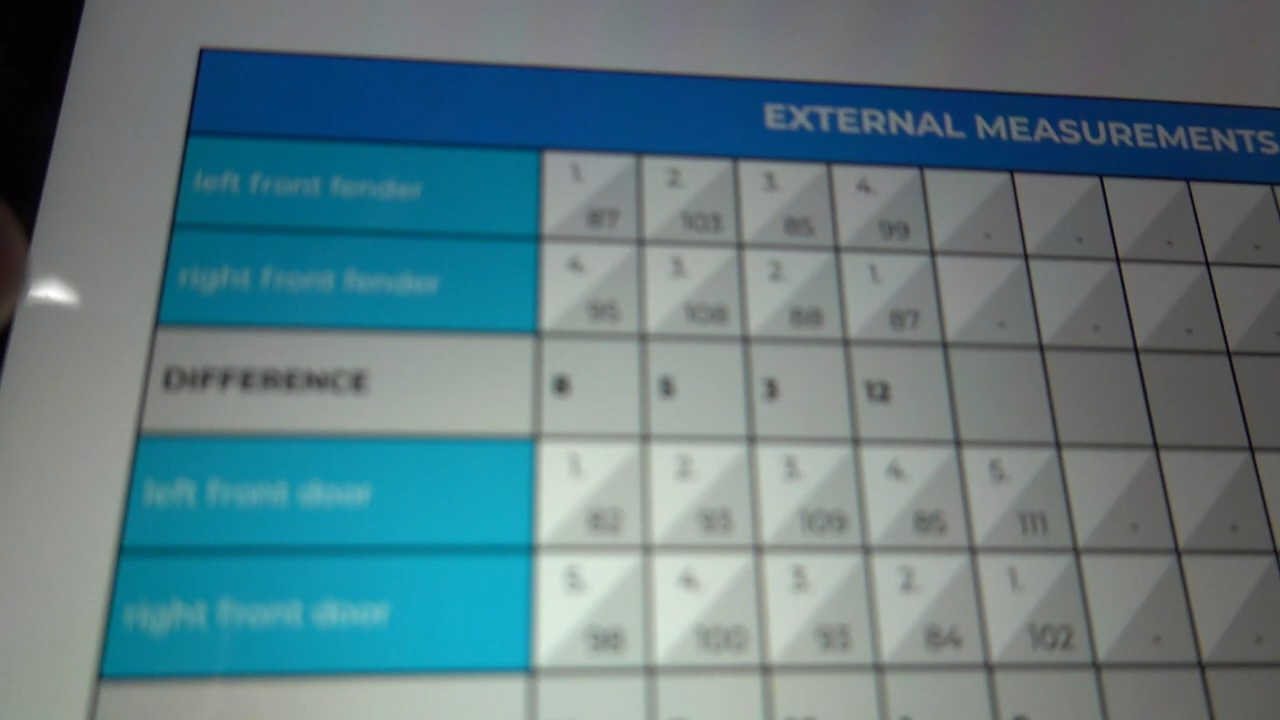 EXTERNAL MEASUREMENTS
left front fender 1. 87 2. 103 3. 85 4. 99 . . . .
right front fender 4. 95 3. 108 2. 88 1. 87 . . .
DIFFERENCE 8 5 3 12
left front door 1. 82 2. 93 3. 109 4. 85 5. 111 . .
right front door 5. 98 4. 100 3. 93 2. 84 1. 102 . .